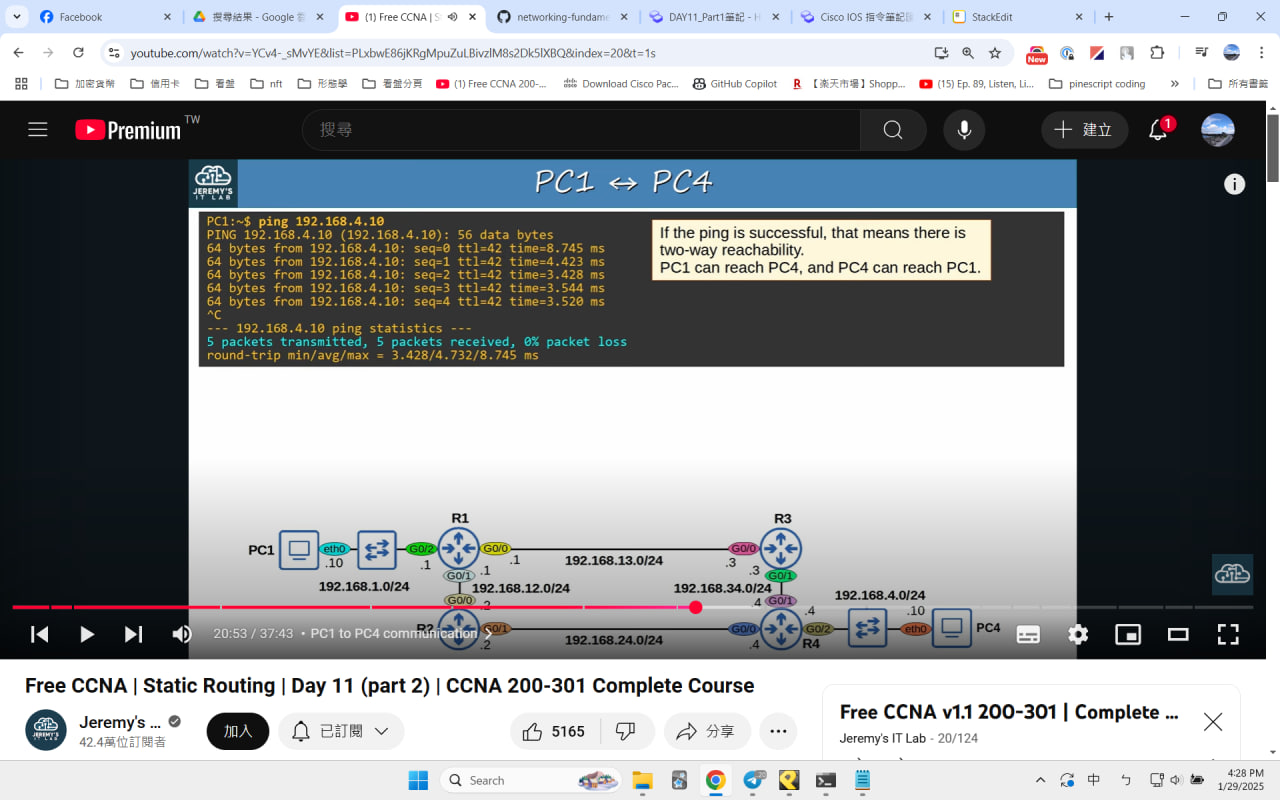 Facebook
搜尋結果 - Google 雲
(1) Free CCNA | S
networking-fundame
DAY11_Part1筆記 - H
Cisco IOS 指令筆記
StackEdit
youtube.com/watch?v=YCv4-_sMvYE&list=PLxbwE86jKRgMpuZuLBivzlM8s2Dk5lXBQ&index=20&t=1s
New
加密貨幣
信用卡
看盤
nft
形態學
看盤分頁
(1) Free CCNA 200-...
Download Cisco Pac...
GitHub Copilot
【楽天市場】Shopp...
(15) Ep. 89, Listen, Li...
pinescript coding
所有書籤
Premium TW
搜尋
建立
1
JEREMY'S
IT LAB
PC1 ↔ PC4
PC1:~$ ping 192.168.4.10
PING 192.168.4.10 (192.168.4.10): 56 data bytes
64 bytes from 192.168.4.10: seq=0 ttl=42 time=8.745 ms
64 bytes from 192.168.4.10: seq=1 ttl=42 time=4.423 ms
64 bytes from 192.168.4.10: seq=2 ttl=42 time=3.428 ms
64 bytes from 192.168.4.10: seq=3 ttl=42 time=3.544 ms
64 bytes from 192.168.4.10: seq=4 ttl=42 time=3.520 ms
^C
--- 192.168.4.10 ping statistics ---
5 packets transmitted, 5 packets received, 0% packet loss
round-trip min/avg/max = 3.428/4.732/8.745 ms
If the ping is successful, that means there is
two-way reachability.
PC1 can reach PC4, and PC4 can reach PC1.
R1
R3
PC1
eth0
G0/2
G0/0
G0/0
.10
.1
.1
192.168.13.0/24
.3
192.168.1.0/24
G0/1
.1
192.168.12.0/24
192.168.34.0/24
.3
G0/1
G0/0
.2
.4
G0/1
192.168.4.0/24
.4
.10
R2
G0/1
.2
192.168.24.0/24
G0/0
.4
G0/2
R4
eth0
PC4
20:53 / 37:43 • PC1 to PC4 communication
Free CCNA | Static Routing | Day 11 (part 2) | CCNA 200-301 Complete Course
Jeremy's ...
42.4萬位訂閱者
加入
已訂閱
5165
分享
Free CCNA v1.1 200-301 | Complete ...
Jeremy's IT Lab - 20/124
Search
中
4:28 PM
1/29/2025